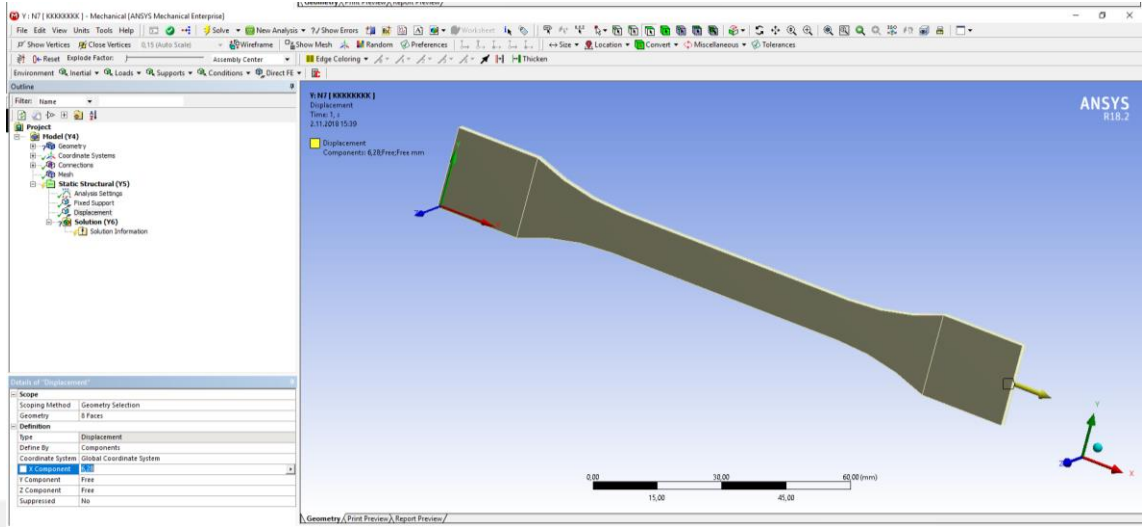 Geometry Print Preview Report Preview
Y : N7 [ KKKKKKKK ] - Mechanical [ANSYS Mechanical Enterprise]
File Edit View Units Tools Help Solve New Analysis ?/ Show Errors Worksheet
Show Vertices Close Vertices 0,15 (Auto Scale) Wireframe Show Mesh Random Preferences Size Location Convert Miscellaneous Tolerances
Reset Explode Factor: Assembly Center Edge Coloring Thicken
Environment Inertial Loads Supports Conditions Direct FE
Outline
Filter: Name
Project
Model (Y4)
Geometry
Coordinate Systems
Connections
Mesh
Static Structural (Y5)
Analysis Settings
Fixed Support
Displacement
Solution (Y6)
Solution Information
Details of "Displacement"
Scope
Scoping Method Geometry Selection
Geometry 8 Faces
Definition
Type Displacement
Define By Components
Coordinate System Global Coordinate System
X Component 6,28
Y Component Free
Z Component Free
Suppressed No
Y: N7 [ KKKKKKKK ]
Displacement
Time: 1, s
2.11.2018 15:39
Displacement
Components: 6,28;Free;Free mm
ANSYS
R18.2
0,00 30,00 60,00 (mm)
15,00 45,00
Y
X
Geometry Print Preview Report Preview